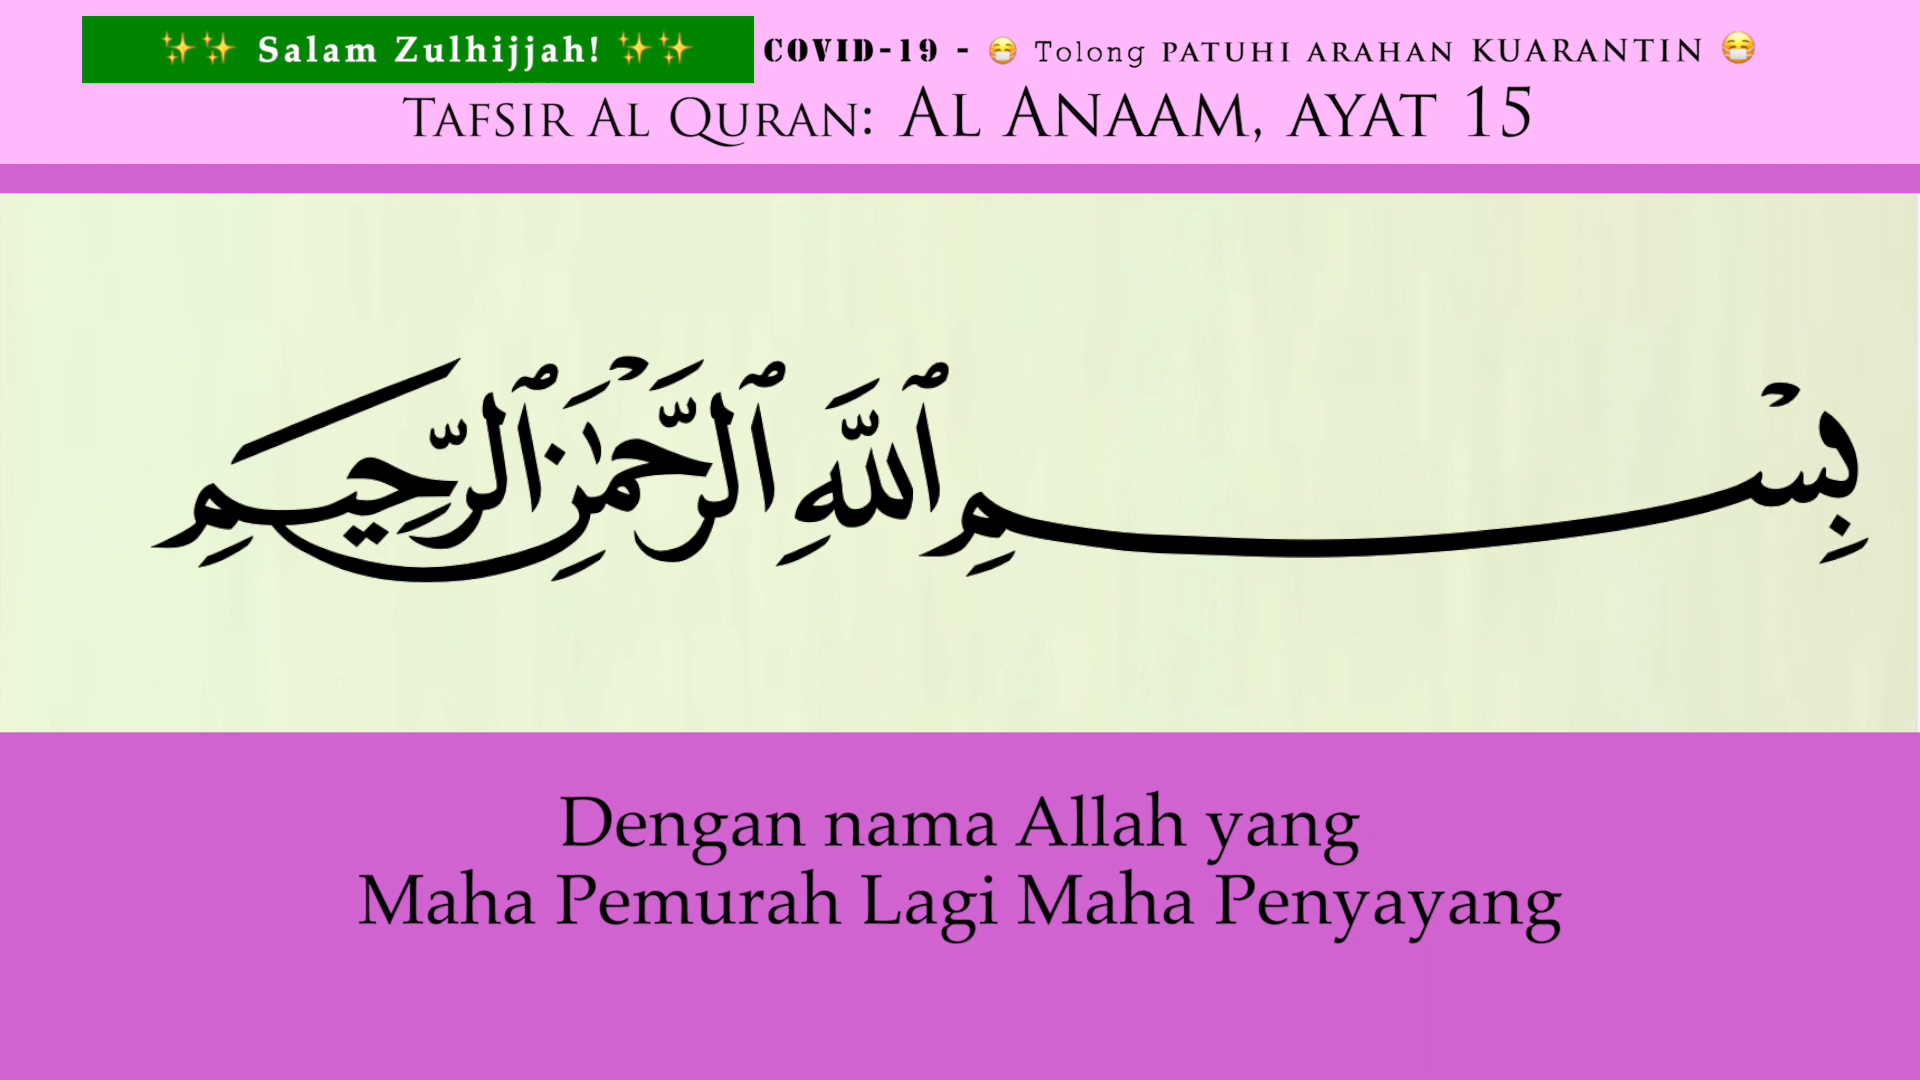 ✨✨ Salam Zulhijjah! ✨✨ COVID-19 - 😷 Tolong PATUHI ARAHAN KUARANTIN 😷
TAFSIR AL QURAN: AL ANAAM, AYAT 15
بِسْمِ ٱللَّهِ ٱلرَّحْمَٰنِ ٱلرَّحِيمِ
Dengan nama Allah yang
Maha Pemurah Lagi Maha Penyayang